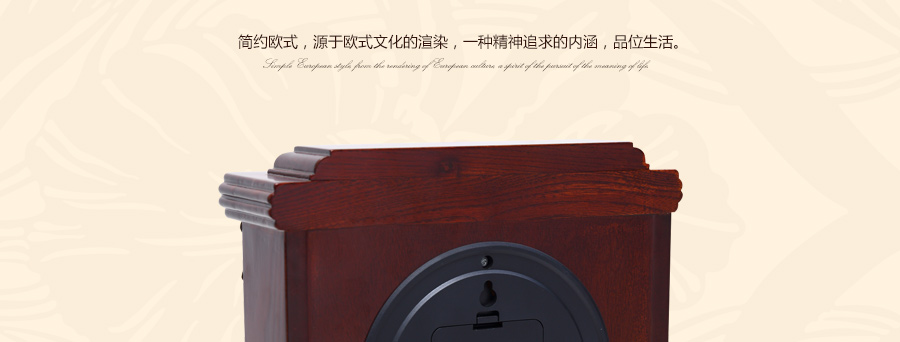 简约欧式，源于欧式文化的渲染，一种精神追求的内涵，品位生活。
Simple European style, from the rendering of European culture, a spirit of the pursuit of the meaning of life,